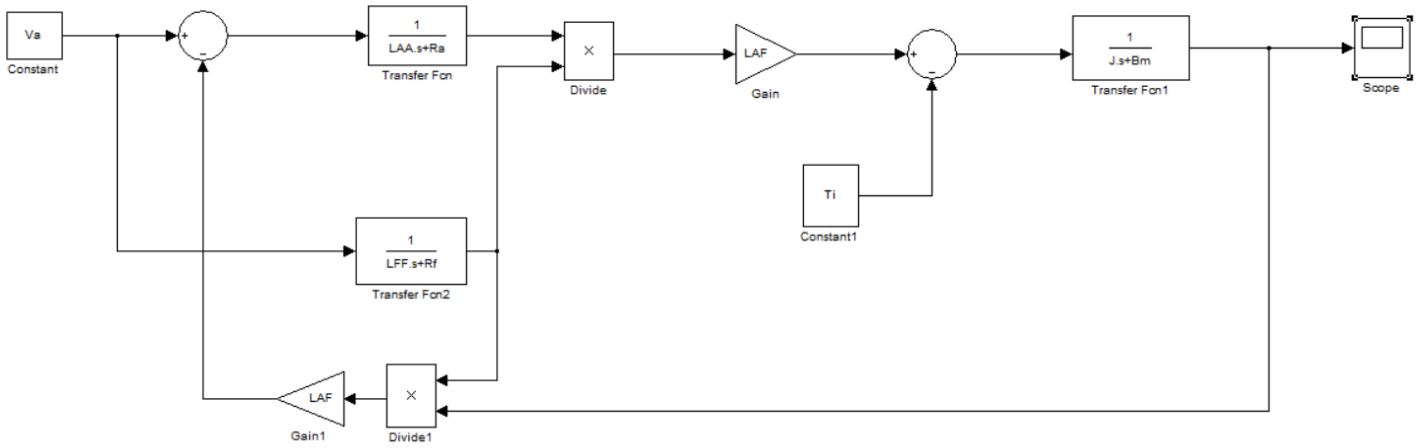 Va
Constant
+
−
1
LAA.s+Ra
Transfer Fcn
×
Divide
LAF
Gain
+
−
1
J.s+Bm
Transfer Fcn1
Scope
Ti
Constant1
1
LFF.s+Rf
Transfer Fcn2
LAF
Gain1
×
Divide1